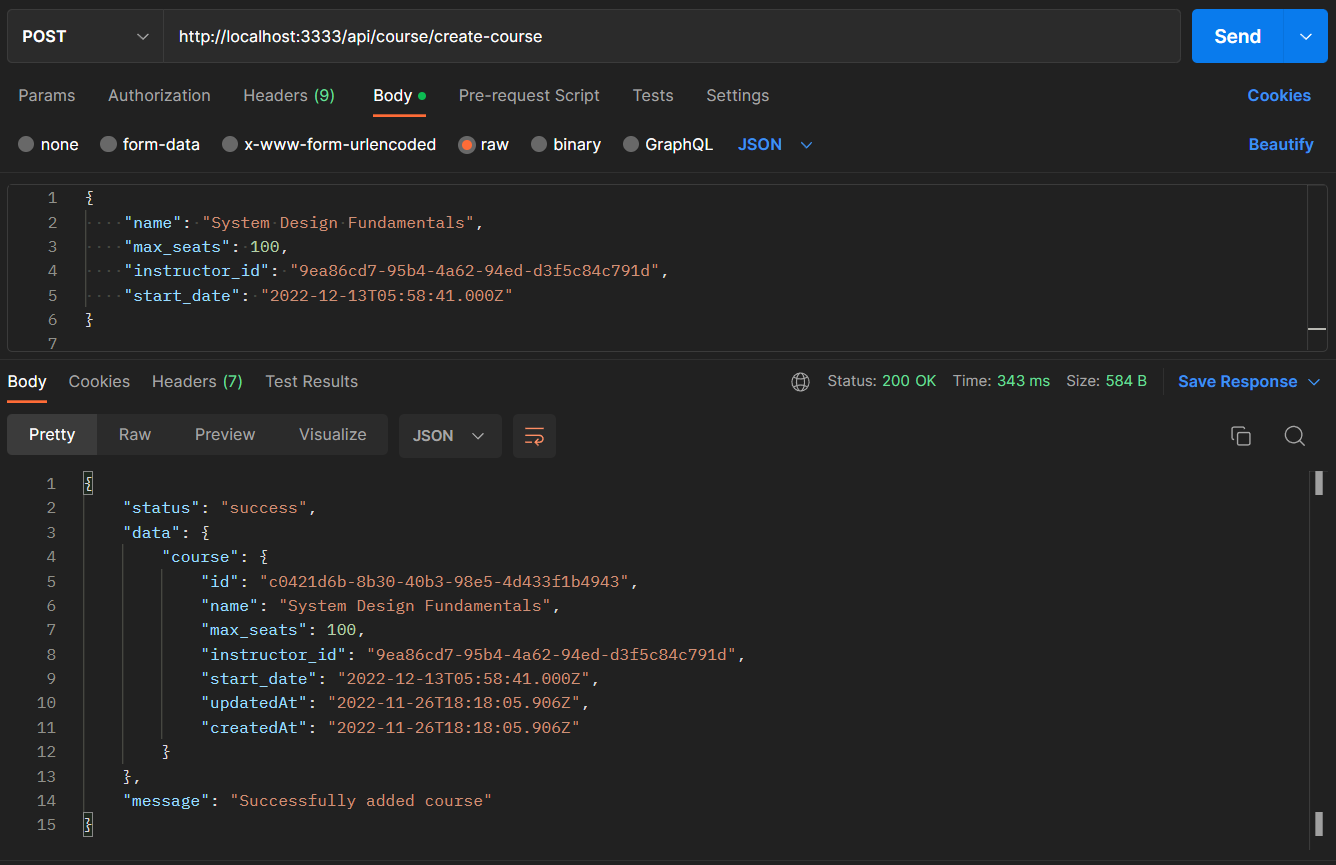 POST http://localhost:3333/api/course/create-course Send
Params Authorization Headers (9) Body Pre-request Script Tests Settings Cookies
none form-data x-www-form-urlencoded raw binary GraphQL JSON Beautify
1 {
2 "name": "System Design Fundamentals",
3 "max_seats": 100,
4 "instructor_id": "9ea86cd7-95b4-4a62-94ed-d3f5c84c791d",
5 "start_date": "2022-12-13T05:58:41.000Z"
6 }
7
Body Cookies Headers (7) Test Results Status: 200 OK Time: 343 ms Size: 584 B Save Response
Pretty Raw Preview Visualize JSON
1 {
2 "status": "success",
3 "data": {
4 "course": {
5 "id": "c0421d6b-8b30-40b3-98e5-4d433f1b4943",
6 "name": "System Design Fundamentals",
7 "max_seats": 100,
8 "instructor_id": "9ea86cd7-95b4-4a62-94ed-d3f5c84c791d",
9 "start_date": "2022-12-13T05:58:41.000Z",
10 "updatedAt": "2022-11-26T18:18:05.906Z",
11 "createdAt": "2022-11-26T18:18:05.906Z"
12 }
13 },
14 "message": "Successfully added course"
15 }